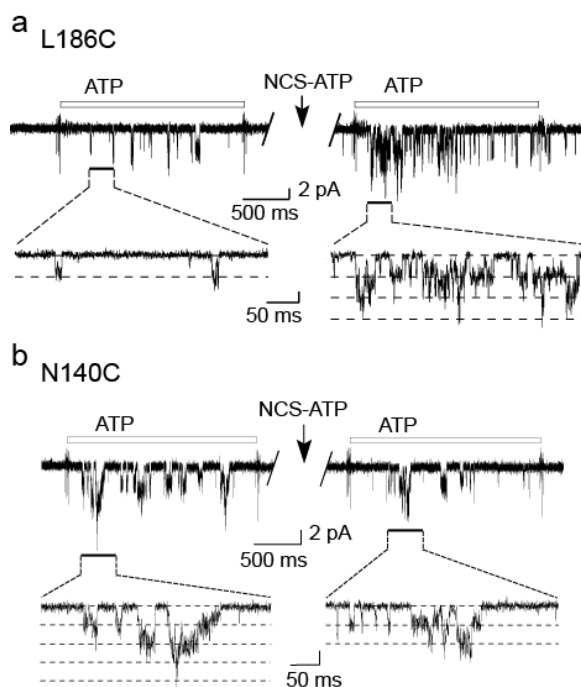 a
L186C
ATP
NCS-ATP
ATP
500 ms
2 pA
50 ms
b
N140C
ATP
NCS-ATP
ATP
500 ms
2 pA
50 ms